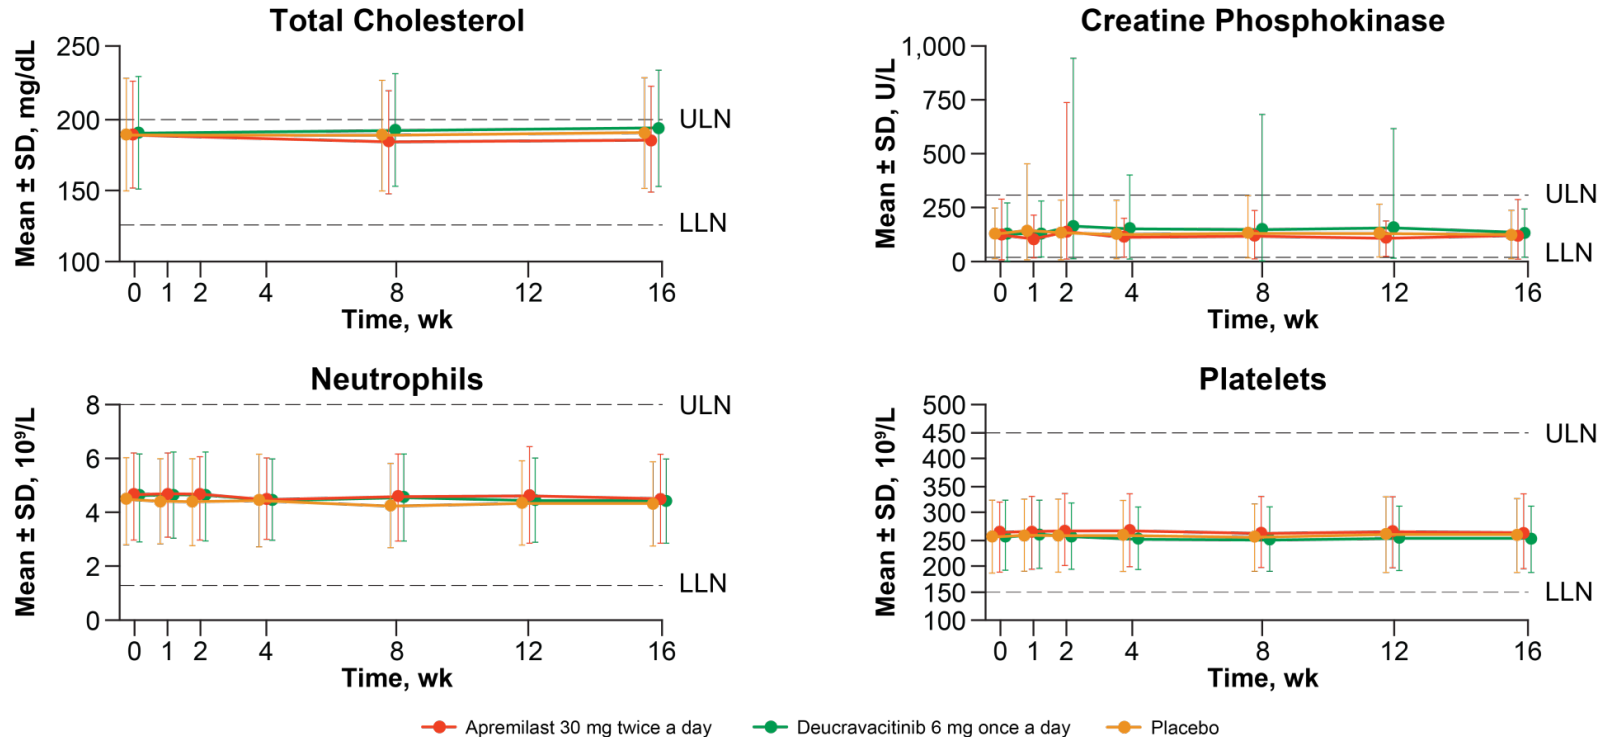 Total Cholesterol
Mean ± SD, mg/dL
250
200
150
100
ULN
LLN
0 1 2 4 8 16
Time, wk
Creatine Phosphokinase
Mean ± SD, U/L
1,000
750
500
250
0
ULN
LLN
0 1 2 4 8 12 16
Time, wk
Neutrophils
Mean ± SD, 10⁹/L
8
6
4
2
0
ULN
LLN
0 1 2 4 8 12 16
Time, wk
Platelets
Mean ± SD, 10⁹/L
500
450
400
350
300
250
200
150
100
ULN
LLN
0 1 2 4 8 12 16
Time, wk
Apremilast 30 mg twice a day Deucravacitinib 6 mg once a day Placebo